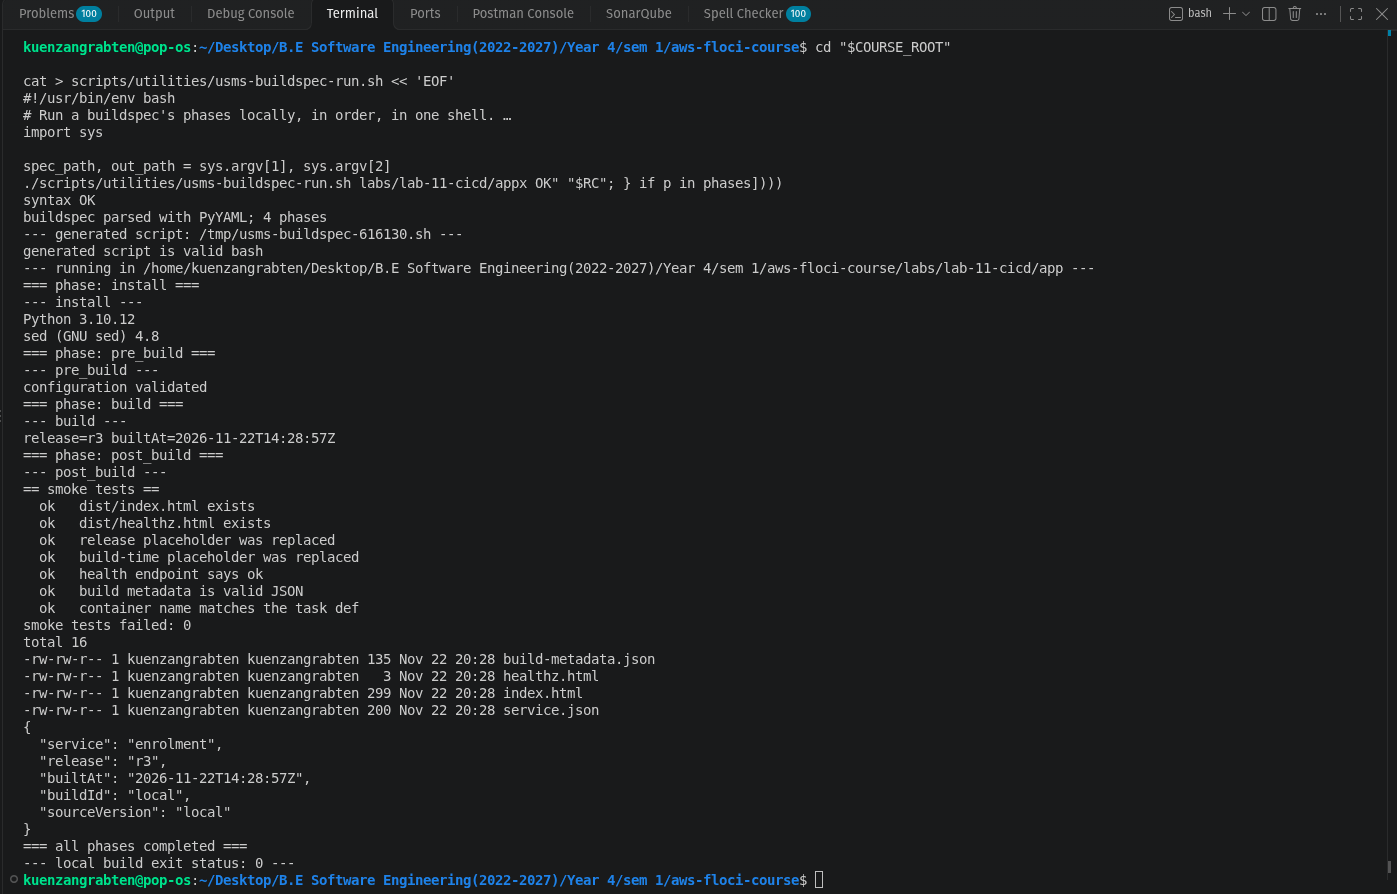 Problems 100 Output Debug Console Terminal Ports Postman Console SonarQube Spell Checker 100 bash
kuenzangrabten@pop-os:~/Desktop/B.E Software Engineering(2022-2027)/Year 4/sem 1/aws-floci-course$ cd "$COURSE_ROOT"
cat > scripts/utilities/usms-buildspec-run.sh << 'EOF'
#!/usr/bin/env bash
# Run a buildspec's phases locally, in order, in one shell. …
import sys
spec_path, out_path = sys.argv[1], sys.argv[2]
./scripts/utilities/usms-buildspec-run.sh labs/lab-11-cicd/appx OK" "$RC"; } if p in phases])))
syntax OK
buildspec parsed with PyYAML; 4 phases
--- generated script: /tmp/usms-buildspec-616130.sh ---
generated script is valid bash
--- running in /home/kuenzangrabten/Desktop/B.E Software Engineering(2022-2027)/Year 4/sem 1/aws-floci-course/labs/lab-11-cicd/app ---
=== phase: install ===
--- install ---
Python 3.10.12
sed (GNU sed) 4.8
=== phase: pre_build ===
--- pre_build ---
configuration validated
=== phase: build ===
--- build ---
release=r3 builtAt=2026-11-22T14:28:57Z
=== phase: post_build ===
--- post_build ---
== smoke tests ==
ok dist/index.html exists
ok dist/healthz.html exists
ok release placeholder was replaced
ok build-time placeholder was replaced
ok health endpoint says ok
ok build metadata is valid JSON
ok container name matches the task def
smoke tests failed: 0
total 16
-rw-rw-r-- 1 kuenzangrabten kuenzangrabten 135 Nov 22 20:28 build-metadata.json
-rw-rw-r-- 1 kuenzangrabten kuenzangrabten 3 Nov 22 20:28 healthz.html
-rw-rw-r-- 1 kuenzangrabten kuenzangrabten 299 Nov 22 20:28 index.html
-rw-rw-r-- 1 kuenzangrabten kuenzangrabten 200 Nov 22 20:28 service.json
{
"service": "enrolment",
"release": "r3",
"builtAt": "2026-11-22T14:28:57Z",
"buildId": "local",
"sourceVersion": "local"
}
=== all phases completed ===
--- local build exit status: 0 ---
kuenzangrabten@pop-os:~/Desktop/B.E Software Engineering(2022-2027)/Year 4/sem 1/aws-floci-course$